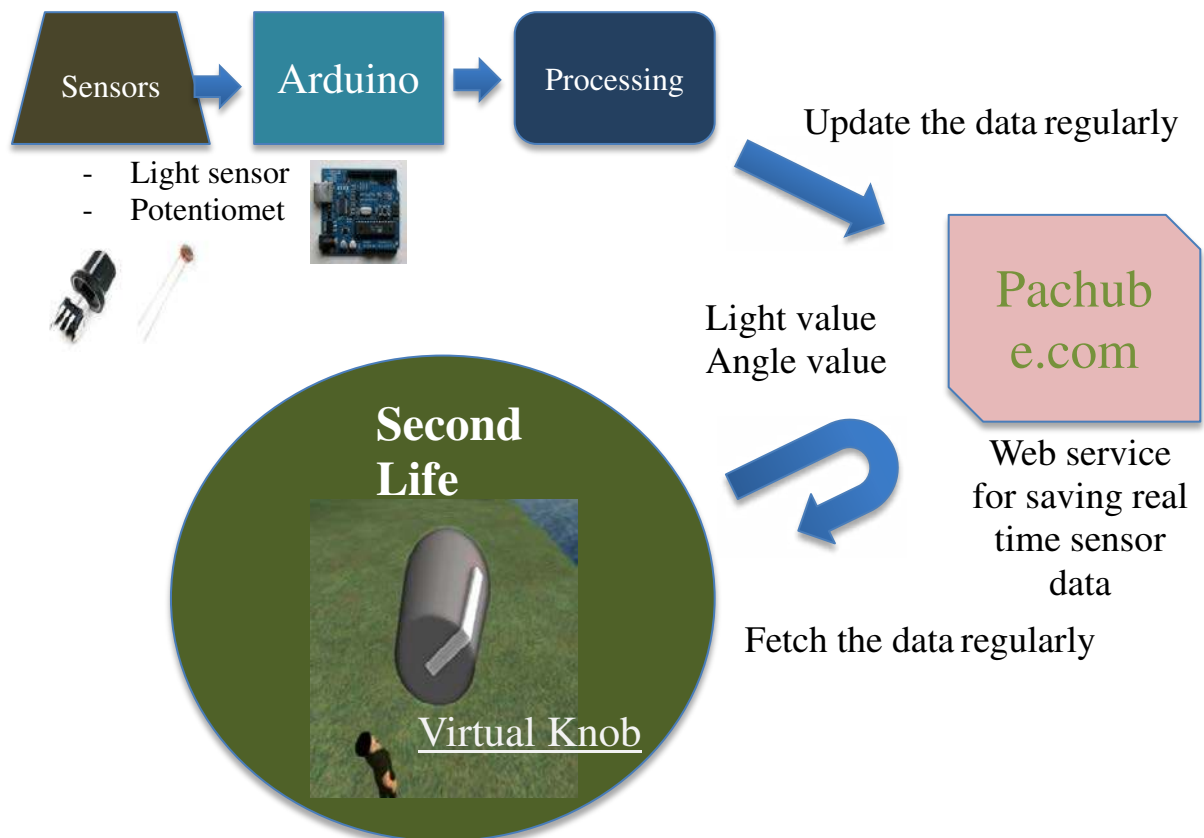 Sensors
Arduino
Processing
Update the data regularly
- Light sensor
- Potentiomet
Pachub
e.com
Light value
Angle value
Second
Life
Web service
for saving real
time sensor
data
Fetch the data regularly
Virtual Knob